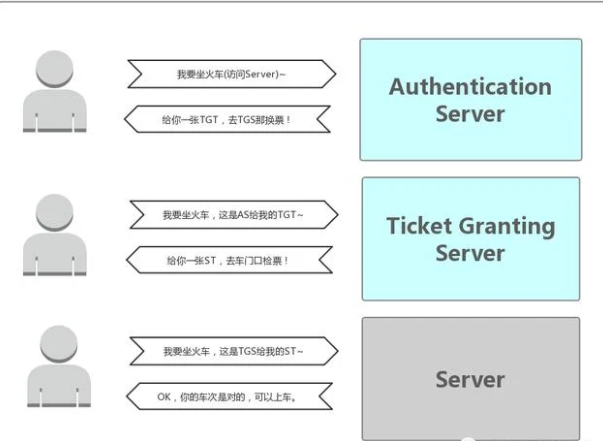 我要坐火车(访问Server)~
给你一张TGT，去TGS那换票！
Authentication
Server
我要坐火车，这是AS给我的TGT~
给你一张ST，去车门口检票！
Ticket Granting
Server
我要坐火车，这是TGS给我的ST~
OK，你的车次是对的，可以上车。
Server